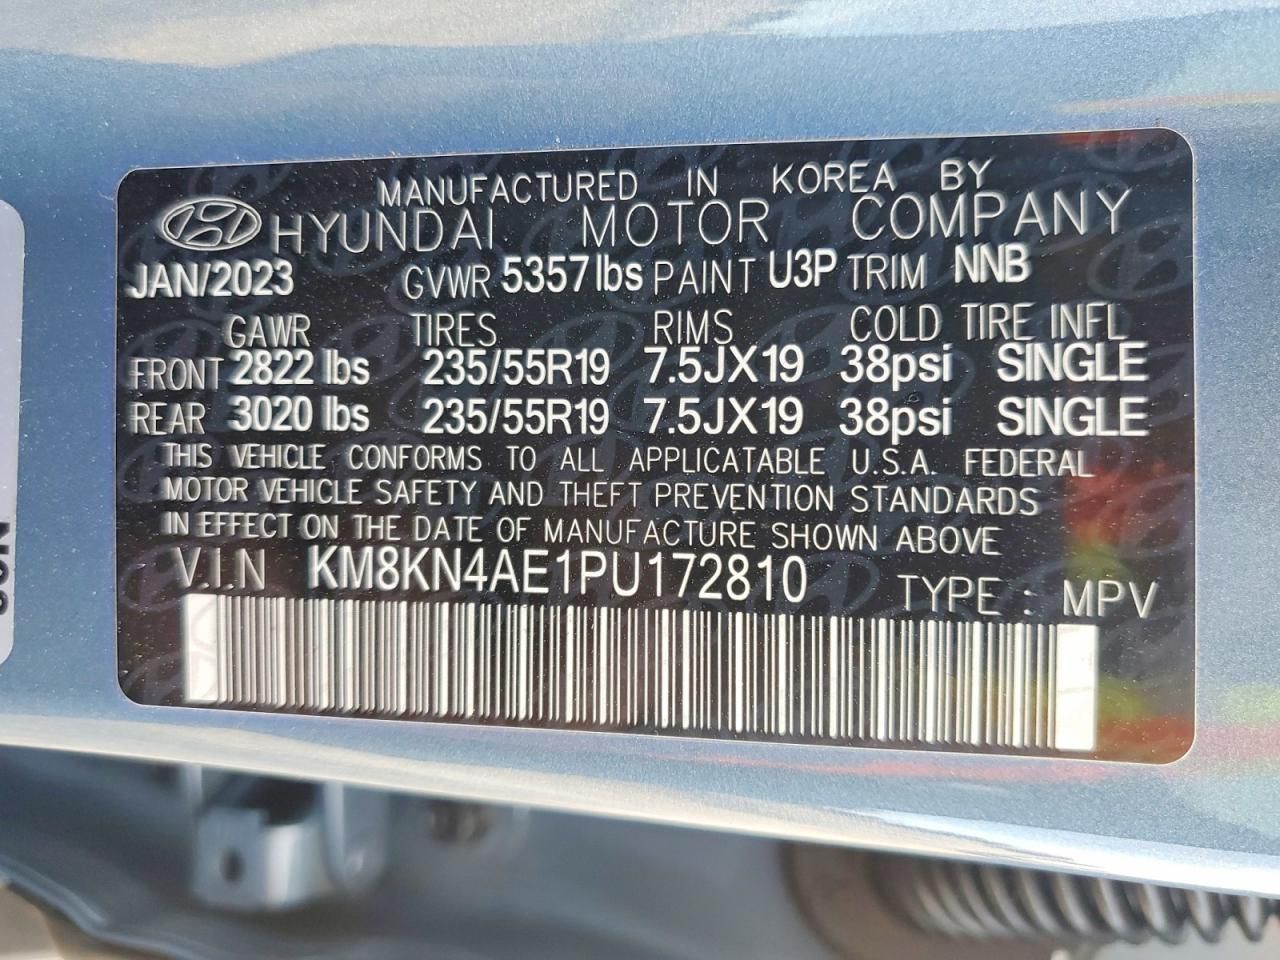 MANUFACTURED IN KOREA BY
HYUNDAI MOTOR COMPANY
JAN/2023 GVWR 5357 lbs PAINT U3P TRIM NNB
GAWR TIRES RIMS COLD TIRE INFL
FRONT 2822 lbs 235/55R19 7.5JX19 38psi SINGLE
REAR 3020 lbs 235/55R19 7.5JX19 38psi SINGLE
THIS VEHICLE CONFORMS TO ALL APPLICATABLE U.S.A. FEDERAL
MOTOR VEHICLE SAFETY AND THEFT PREVENTION STANDARDS
IN EFFECT ON THE DATE OF MANUFACTURE SHOWN ABOVE
V.I.N KM8KN4AE1PU172810 TYPE : MPV